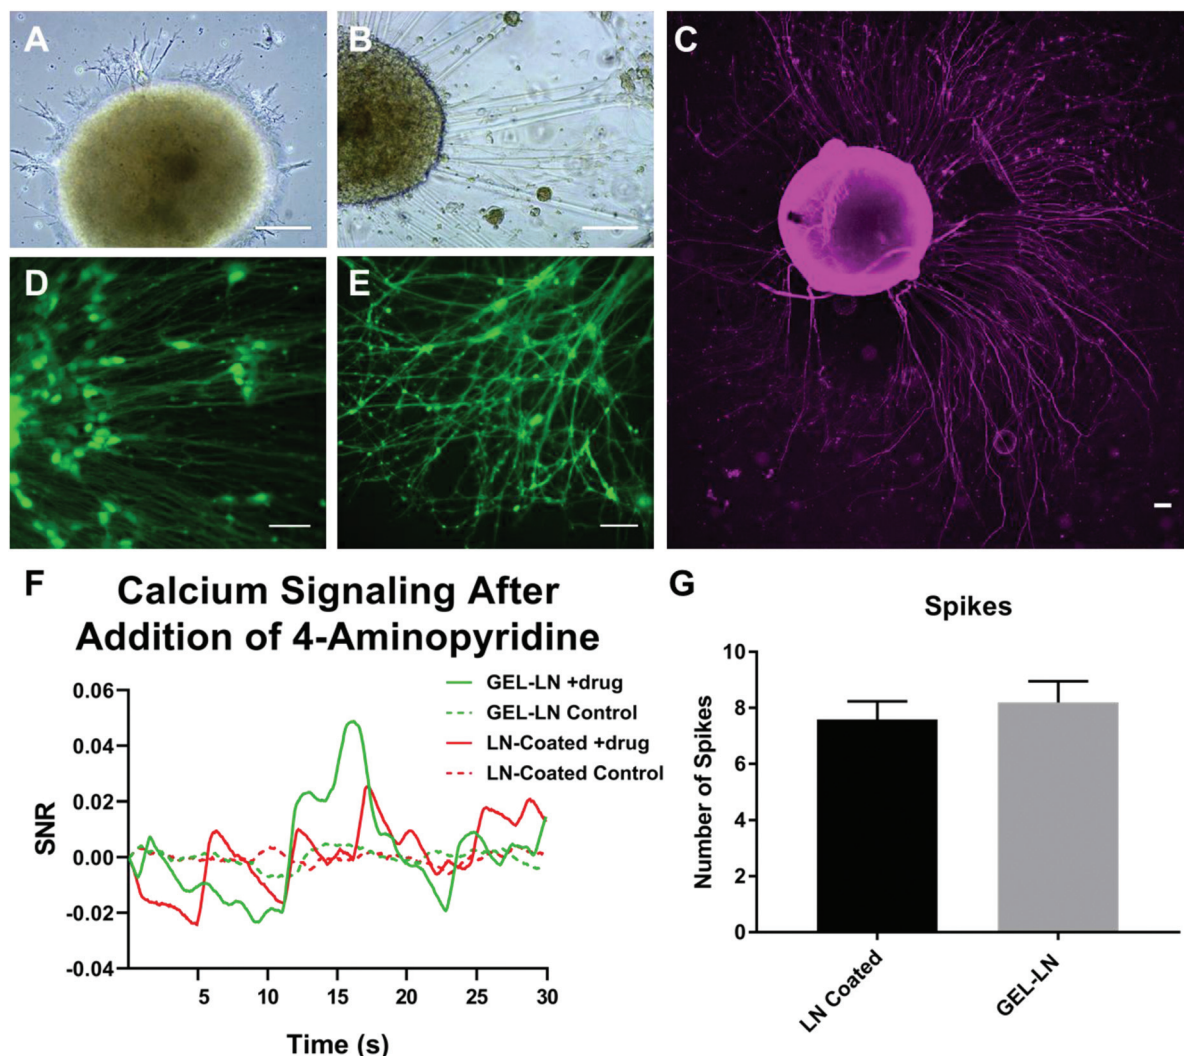 A
B
C
D
E
F
Calcium Signaling After
Addition of 4-Aminopyridine
GEL-LN +drug
GEL-LN Control
LN-Coated +drug
LN-Coated Control
0.06
0.04
0.02
0.00
-0.02
-0.04
SNR
5
10
15
20
25
30
Time (s)
G
Spikes
10
8
6
4
2
0
Number of Spikes
LN Coated
GEL-LN